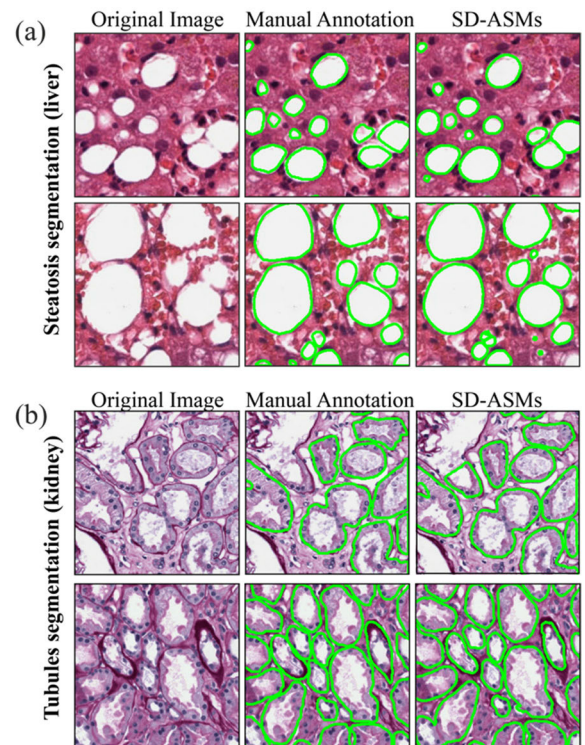 (a)
Original Image Manual Annotation SD-ASMs
Steatosis segmentation (liver)
(b)
Original Image Manual Annotation SD-ASMs
Tubules segmentation (kidney)